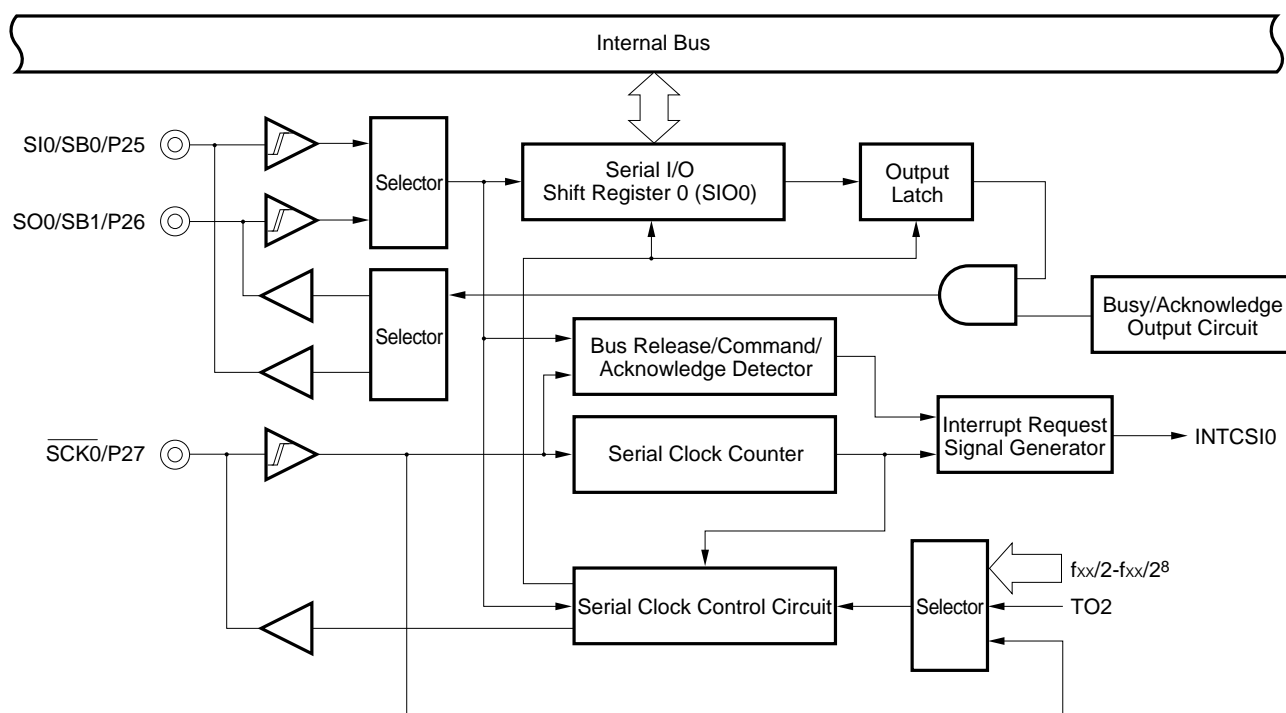 Internal Bus
SI0/SB0/P25
Selector
Serial I/O
Shift Register 0 (SIO0)
Output
Latch
SO0/SB1/P26
Selector
Busy/Acknowledge
Output Circuit
Bus Release/Command/
Acknowledge Detector
SCK0/P27
Serial Clock Counter
Interrupt Request
Signal Generator
INTCSI0
Serial Clock Control Circuit
Selector
fxx/2-fxx/2⁸
TO2